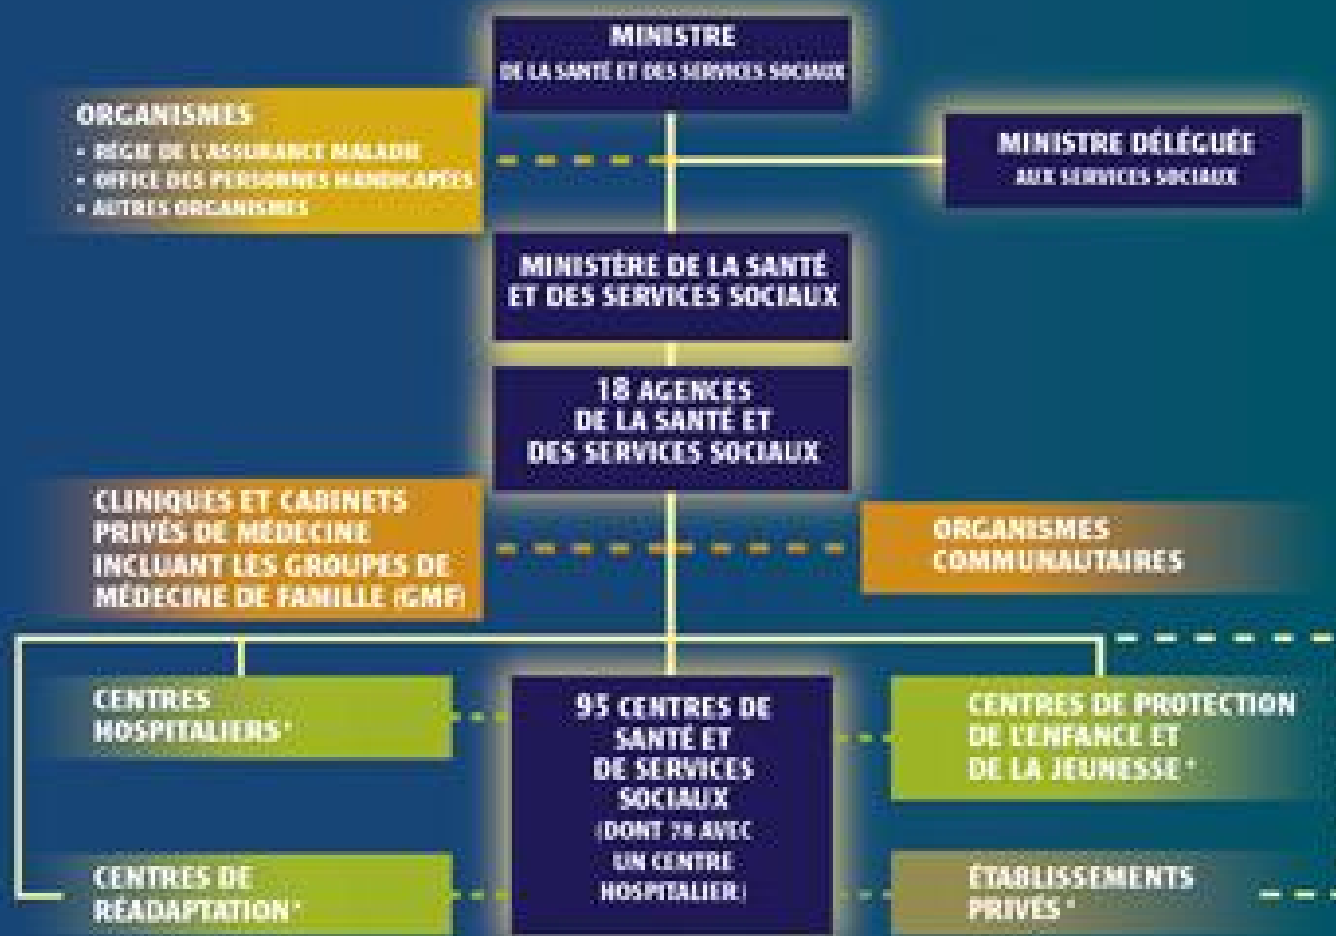 MINISTRE
DE LA SANTÉ ET DES SERVICES SOCIAUX
ORGANISMES
• RÉGIE DE L'ASSURANCE MALADIE
• OFFICE DES PERSONNES HANDICAPÉES
• AUTRES ORGANISMES
MINISTRE DÉLÉGUÉE
AUX SERVICES SOCIAUX
MINISTÈRE DE LA SANTÉ
ET DES SERVICES SOCIAUX
18 AGENCES
DE LA SANTÉ ET
DES SERVICES SOCIAUX
CLINIQUES ET CABINETS
PRIVÉS DE MÉDECINE
INCLUANT LES GROUPES DE
MÉDECINE DE FAMILLE (GMF)
ORGANISMES
COMMUNAUTAIRES
CENTRES
HOSPITALIERS*
95 CENTRES DE
SANTÉ ET
DE SERVICES
SOCIAUX
(DONT 78 AVEC
UN CENTRE
HOSPITALIER)
CENTRES DE PROTECTION
DE L'ENFANCE ET
DE LA JEUNESSE*
CENTRES DE
RÉADAPTATION*
ÉTABLISSEMENTS
PRIVÉS*